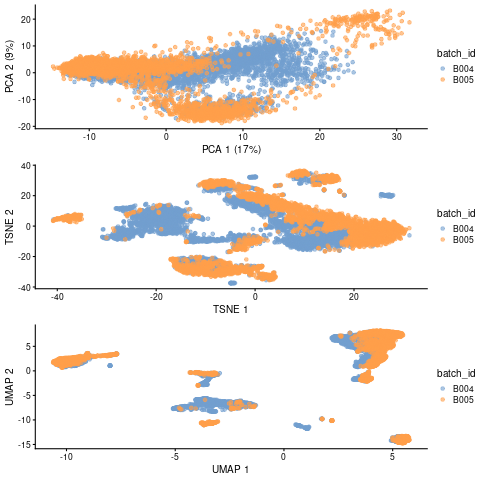 20
10
0
-10
-20
PCA 2 (9%)
-10 0 10 20 30
PCA 1 (17%)
batch_id
B004
B005
40
20
0
-20
-40
TSNE 2
-40 -20 0 20
TSNE 1
batch_id
B004
B005
5
0
-5
-10
-15
UMAP 2
-10 -5 0 5
UMAP 1
batch_id
B004
B005